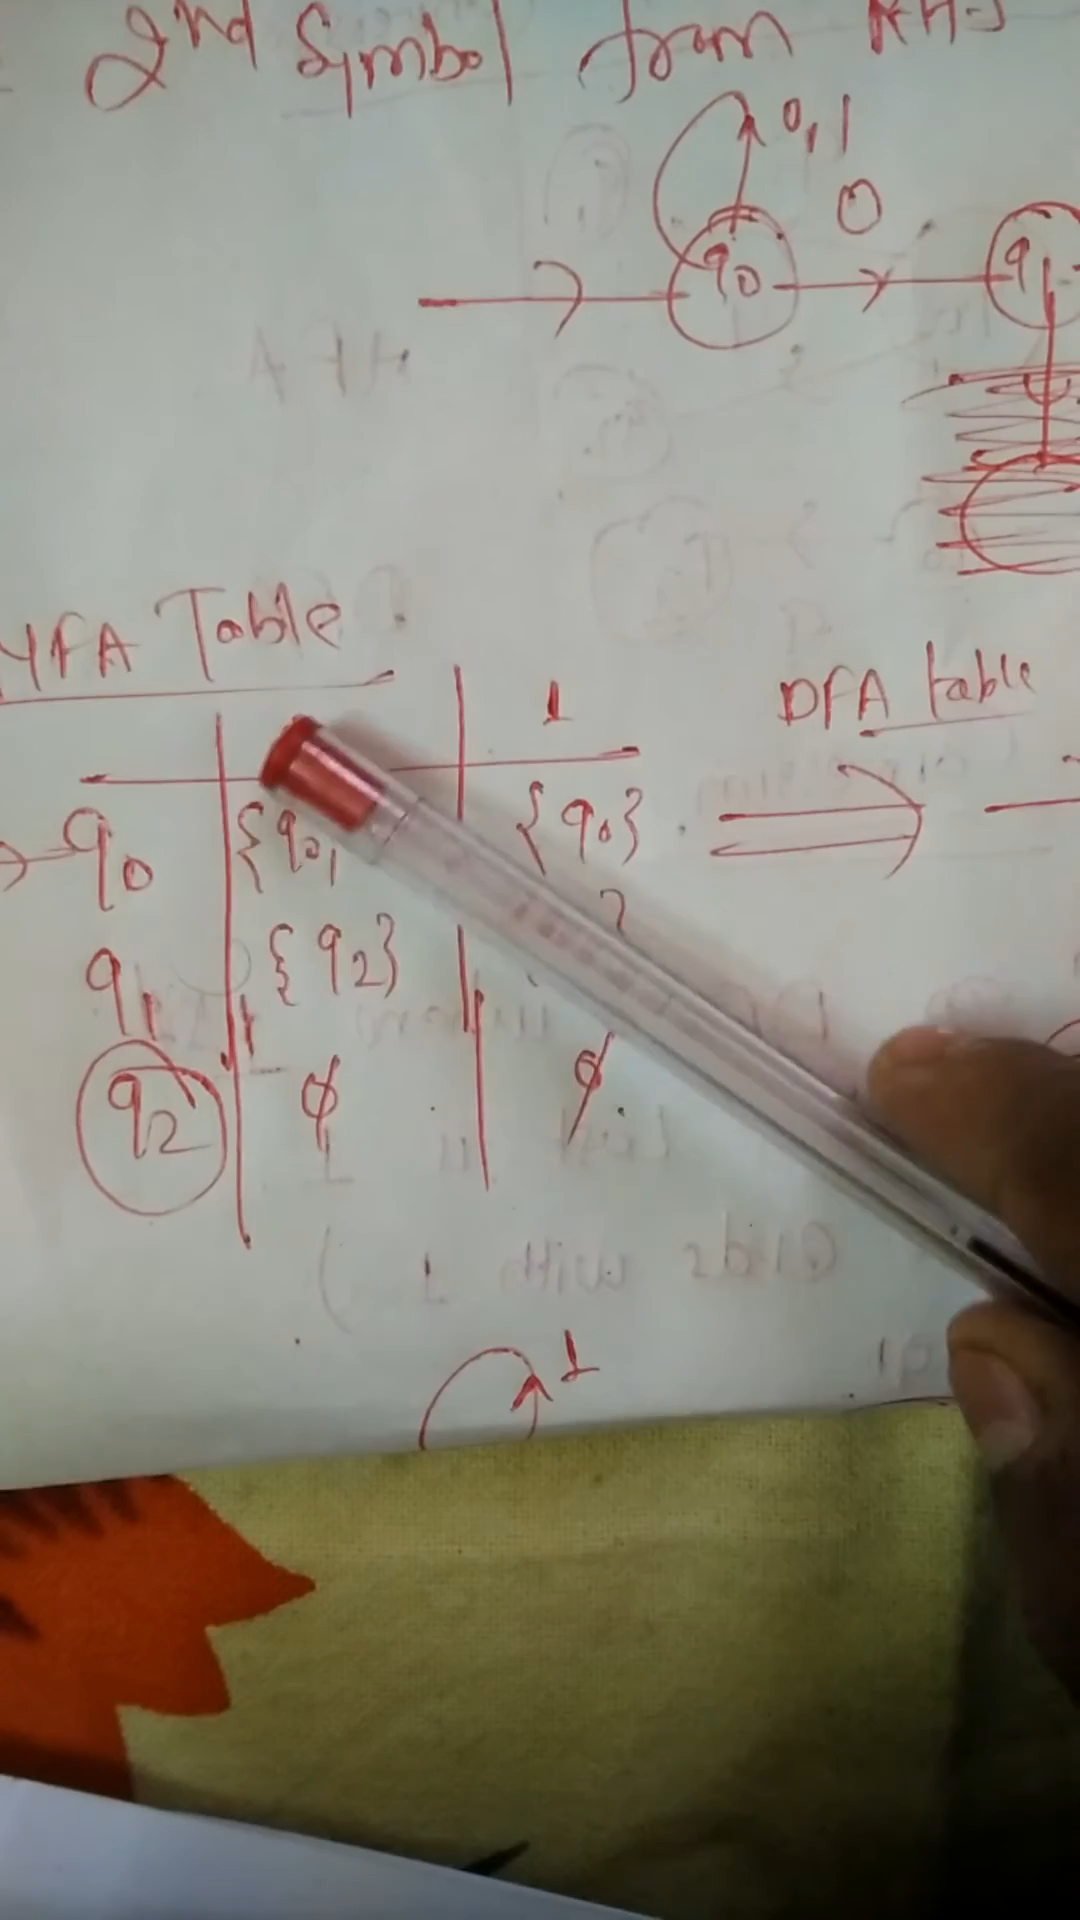 2nd Symbol from RHS
0,1
0
q0
q1
NFA Table
DFA table
1
q0 {q0, {q0}
q1 {q2}
q2 ϕ ϕ
1